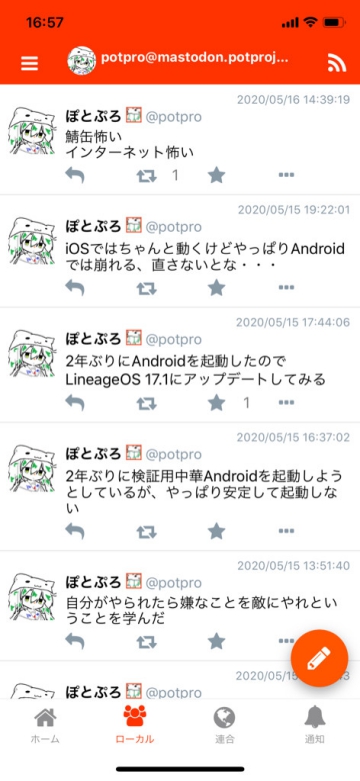 16:57
potpro@mastodon.potproj...
2020/05/16 14:39:19
ぽとぷろ @potpro
鯖缶怖い
インターネット怖い
1
2020/05/15 19:22:01
ぽとぷろ @potpro
iOSではちゃんと動くけどやっぱりAndroid
では崩れる、直さないとな・・・
2020/05/15 17:44:06
ぽとぷろ @potpro
2年ぶりにAndroidを起動したので
LineageOS 17.1にアップデートしてみる
1
2020/05/15 16:37:02
ぽとぷろ @potpro
2年ぶりに検証用中華Androidを起動しよう
としているが、やっぱり安定して起動しな
い
2020/05/15 13:51:40
ぽとぷろ @potpro
自分がやられたら嫌なことを敵にやれとい
うことを学んだ
2020/05/15
ぽとぷろ @potpro
ホーム ローカル 連合 通知